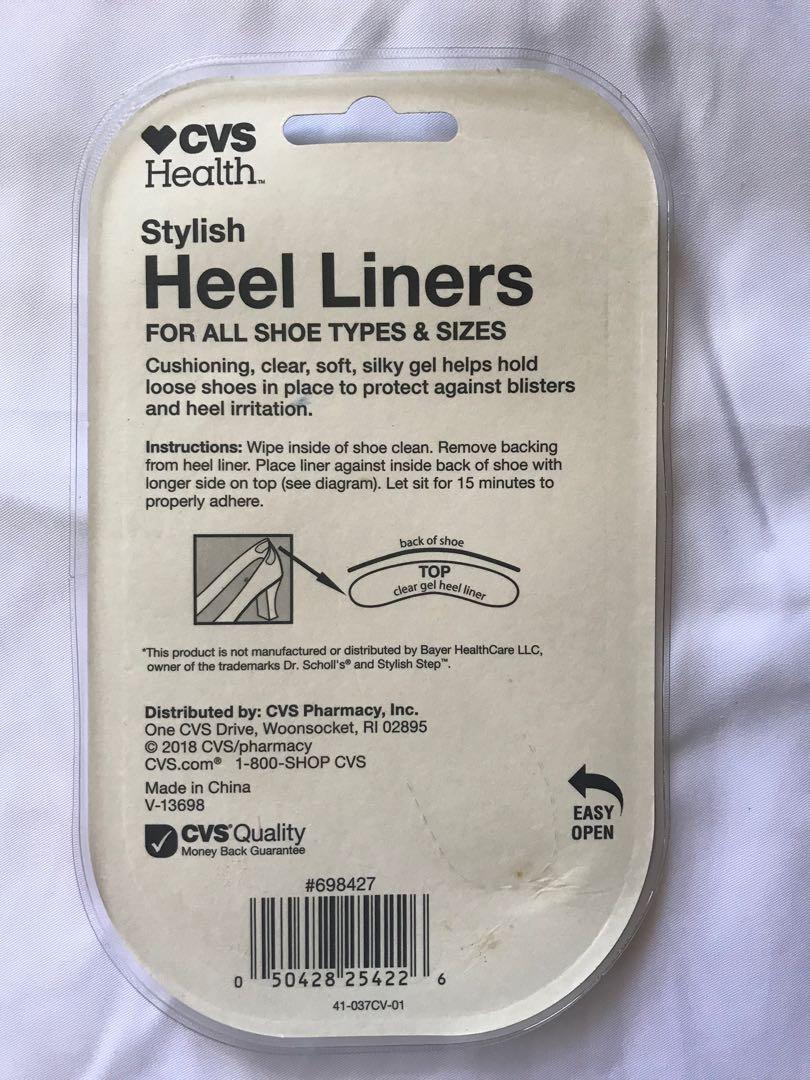 CVS
Health™
Stylish
Heel Liners
FOR ALL SHOE TYPES & SIZES
Cushioning, clear, soft, silky gel helps hold
loose shoes in place to protect against blisters
and heel irritation.
Instructions: Wipe inside of shoe clean. Remove backing
from heel liner. Place liner against inside back of shoe with
longer side on top (see diagram). Let sit for 15 minutes to
properly adhere.
back of shoe
TOP
clear gel heel liner
*This product is not manufactured or distributed by Bayer HealthCare LLC,
owner of the trademarks Dr. Scholl's® and Stylish Step™.
Distributed by: CVS Pharmacy, Inc.
One CVS Drive, Woonsocket, RI 02895
© 2018 CVS/pharmacy
CVS.com® 1-800-SHOP CVS
Made in China
V-13698
CVS® Quality
Money Back Guarantee
EASY
OPEN
#698427
0 50428 25422 6
41-037CV-01